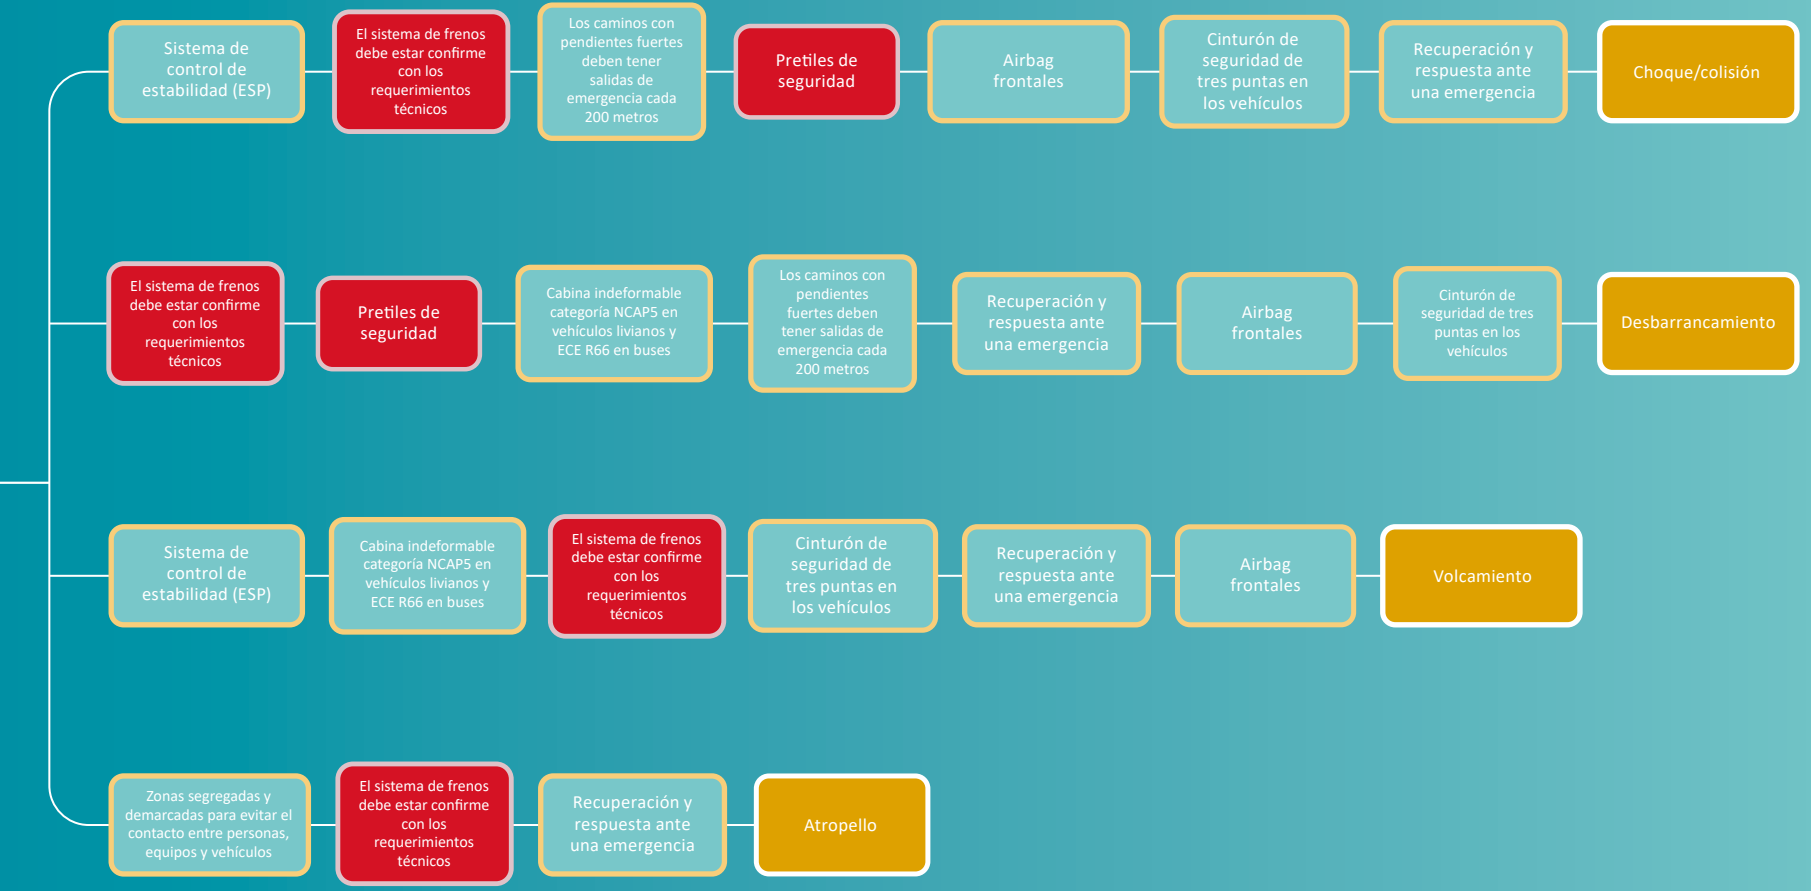 Sistema de
control de
estabilidad (ESP)
El sistema de frenos
debe estar confirme
con los
requerimientos
técnicos
Los caminos con
pendientes fuertes
deben tener
salidas de
emergencia cada
200 metros
Pretiles de
seguridad
Airbag
frontales
Cinturón de
seguridad de
tres puntas en
los vehículos
Recuperación y
respuesta ante
una emergencia
Choque/colisión
El sistema de frenos
debe estar confirme
con los
requerimientos
técnicos
Pretiles de
seguridad
Cabina indeformable
categoría NCAP5 en
vehículos livianos y
ECE R66 en buses
Los caminos con
pendientes
fuertes deben
tener salidas de
emergencia cada
200 metros
Recuperación y
respuesta ante
una emergencia
Airbag
frontales
Cinturón de
seguridad de tres
puntas en los
vehículos
Desbarrancamiento
Sistema de
control de
estabilidad (ESP)
Cabina indeformable
categoría NCAP5 en
vehículos livianos y
ECE R66 en buses
El sistema de frenos
debe estar confirme
con los
requerimientos
técnicos
Cinturón de
seguridad de
tres puntas en
los vehículos
Recuperación y
respuesta ante
una emergencia
Airbag
frontales
Volcamiento
Zonas segregadas y
demarcadas para evitar el
contacto entre personas,
equipos y vehículos
El sistema de frenos
debe estar confirme
con los
requerimientos
técnicos
Recuperación y
respuesta ante
una emergencia
Atropello